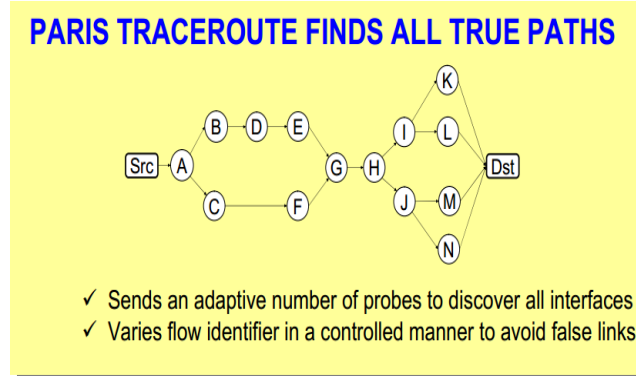 PARIS TRACEROUTE FINDS ALL TRUE PATHS
K
B D E I L
Src A G H Dst
C F J M
N
✓ Sends an adaptive number of probes to discover all interfaces
✓ Varies flow identifier in a controlled manner to avoid false links